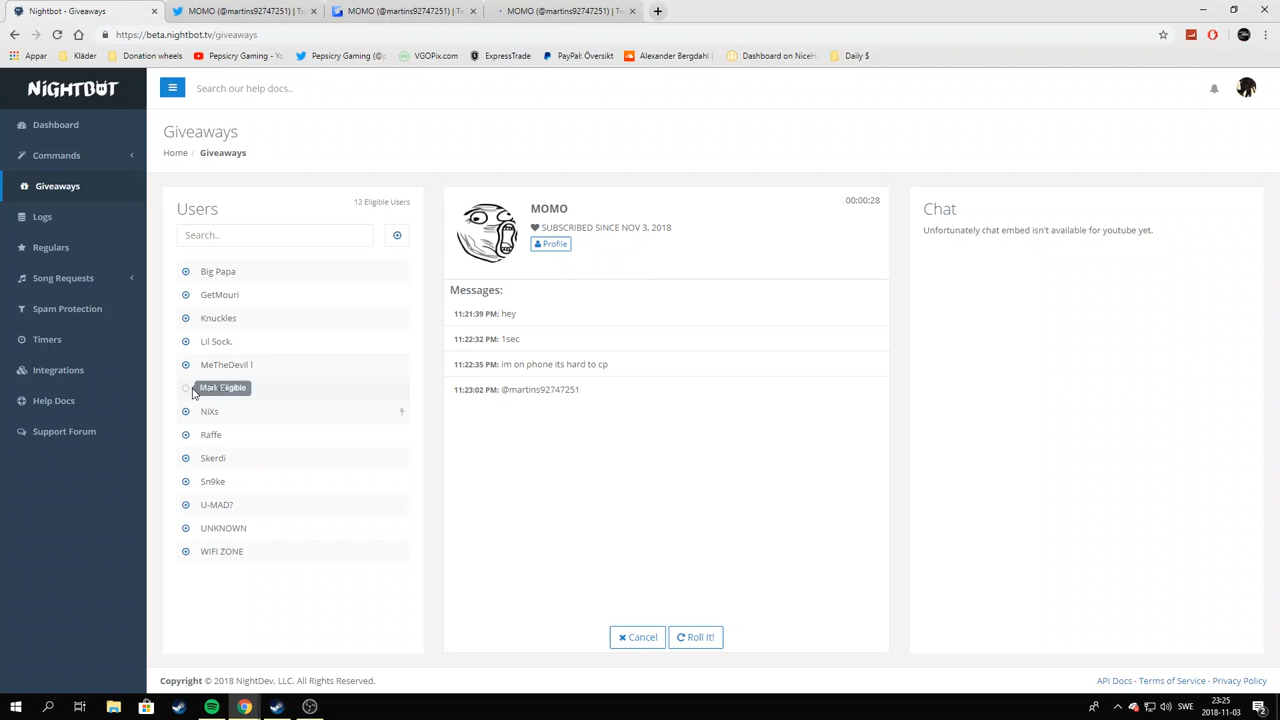 Nightbot - Giveaways
MOMO (@martins92747251) | Tw
MOMO (@martins92747251) | Tw
MOMO (@martins92747251) | Tw
https://beta.nightbot.tv/giveaways
Appar
Kläder
Donation wheels
Pepsicry Gaming - Yo
Pepsicry Gaming (@
VGOPix.com
ExpressTrade
PayPal Översikt
Alexander Bergdahl
Dashboard on NiceH
Daily $
NIGHTBOT
Search our help docs..
Dashboard
Commands
Giveaways
Logs
Regulars
Song Requests
Spam Protection
Timers
Integrations
Help Docs
Support Forum
Giveaways
Home / Giveaways
Users
12 Eligible Users
Search..
Big Papa
GetMouri
Knuckles
Lil Sock.
MeTheDevil l
Mark Eligible
NiXs
Raffe
Skerdi
Sn9ke
U-MAD?
UNKNOWN
WIFI ZONE
MOMO
00:00:28
SUBSCRIBED SINCE NOV 3, 2018
Profile
Messages:
11:21:39 PM: hey
11:22:32 PM: 1sec
11:22:35 PM: im on phone its hard to cp
11:23:02 PM: @martins92747251
Cancel
Roll It!
Chat
Unfortunately chat embed isn't available for youtube yet.
Copyright © 2018 NightDev, LLC. All Rights Reserved.
API Docs · Terms of Service · Privacy Policy
SWE
23:25
2018-11-03
2